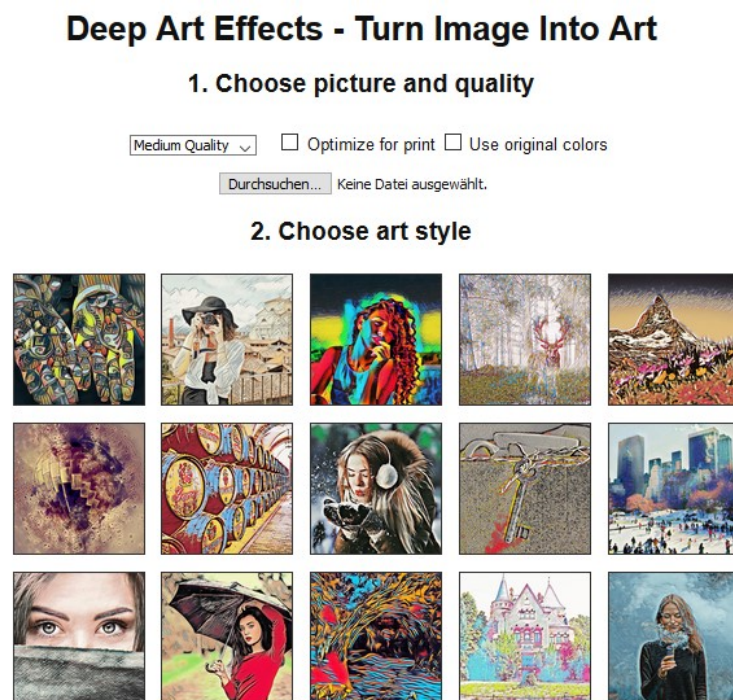 Deep Art Effects - Turn Image Into Art
1. Choose picture and quality
Medium Quality Optimize for print Use original colors
Durchsuchen... Keine Datei ausgewählt.
2. Choose art style